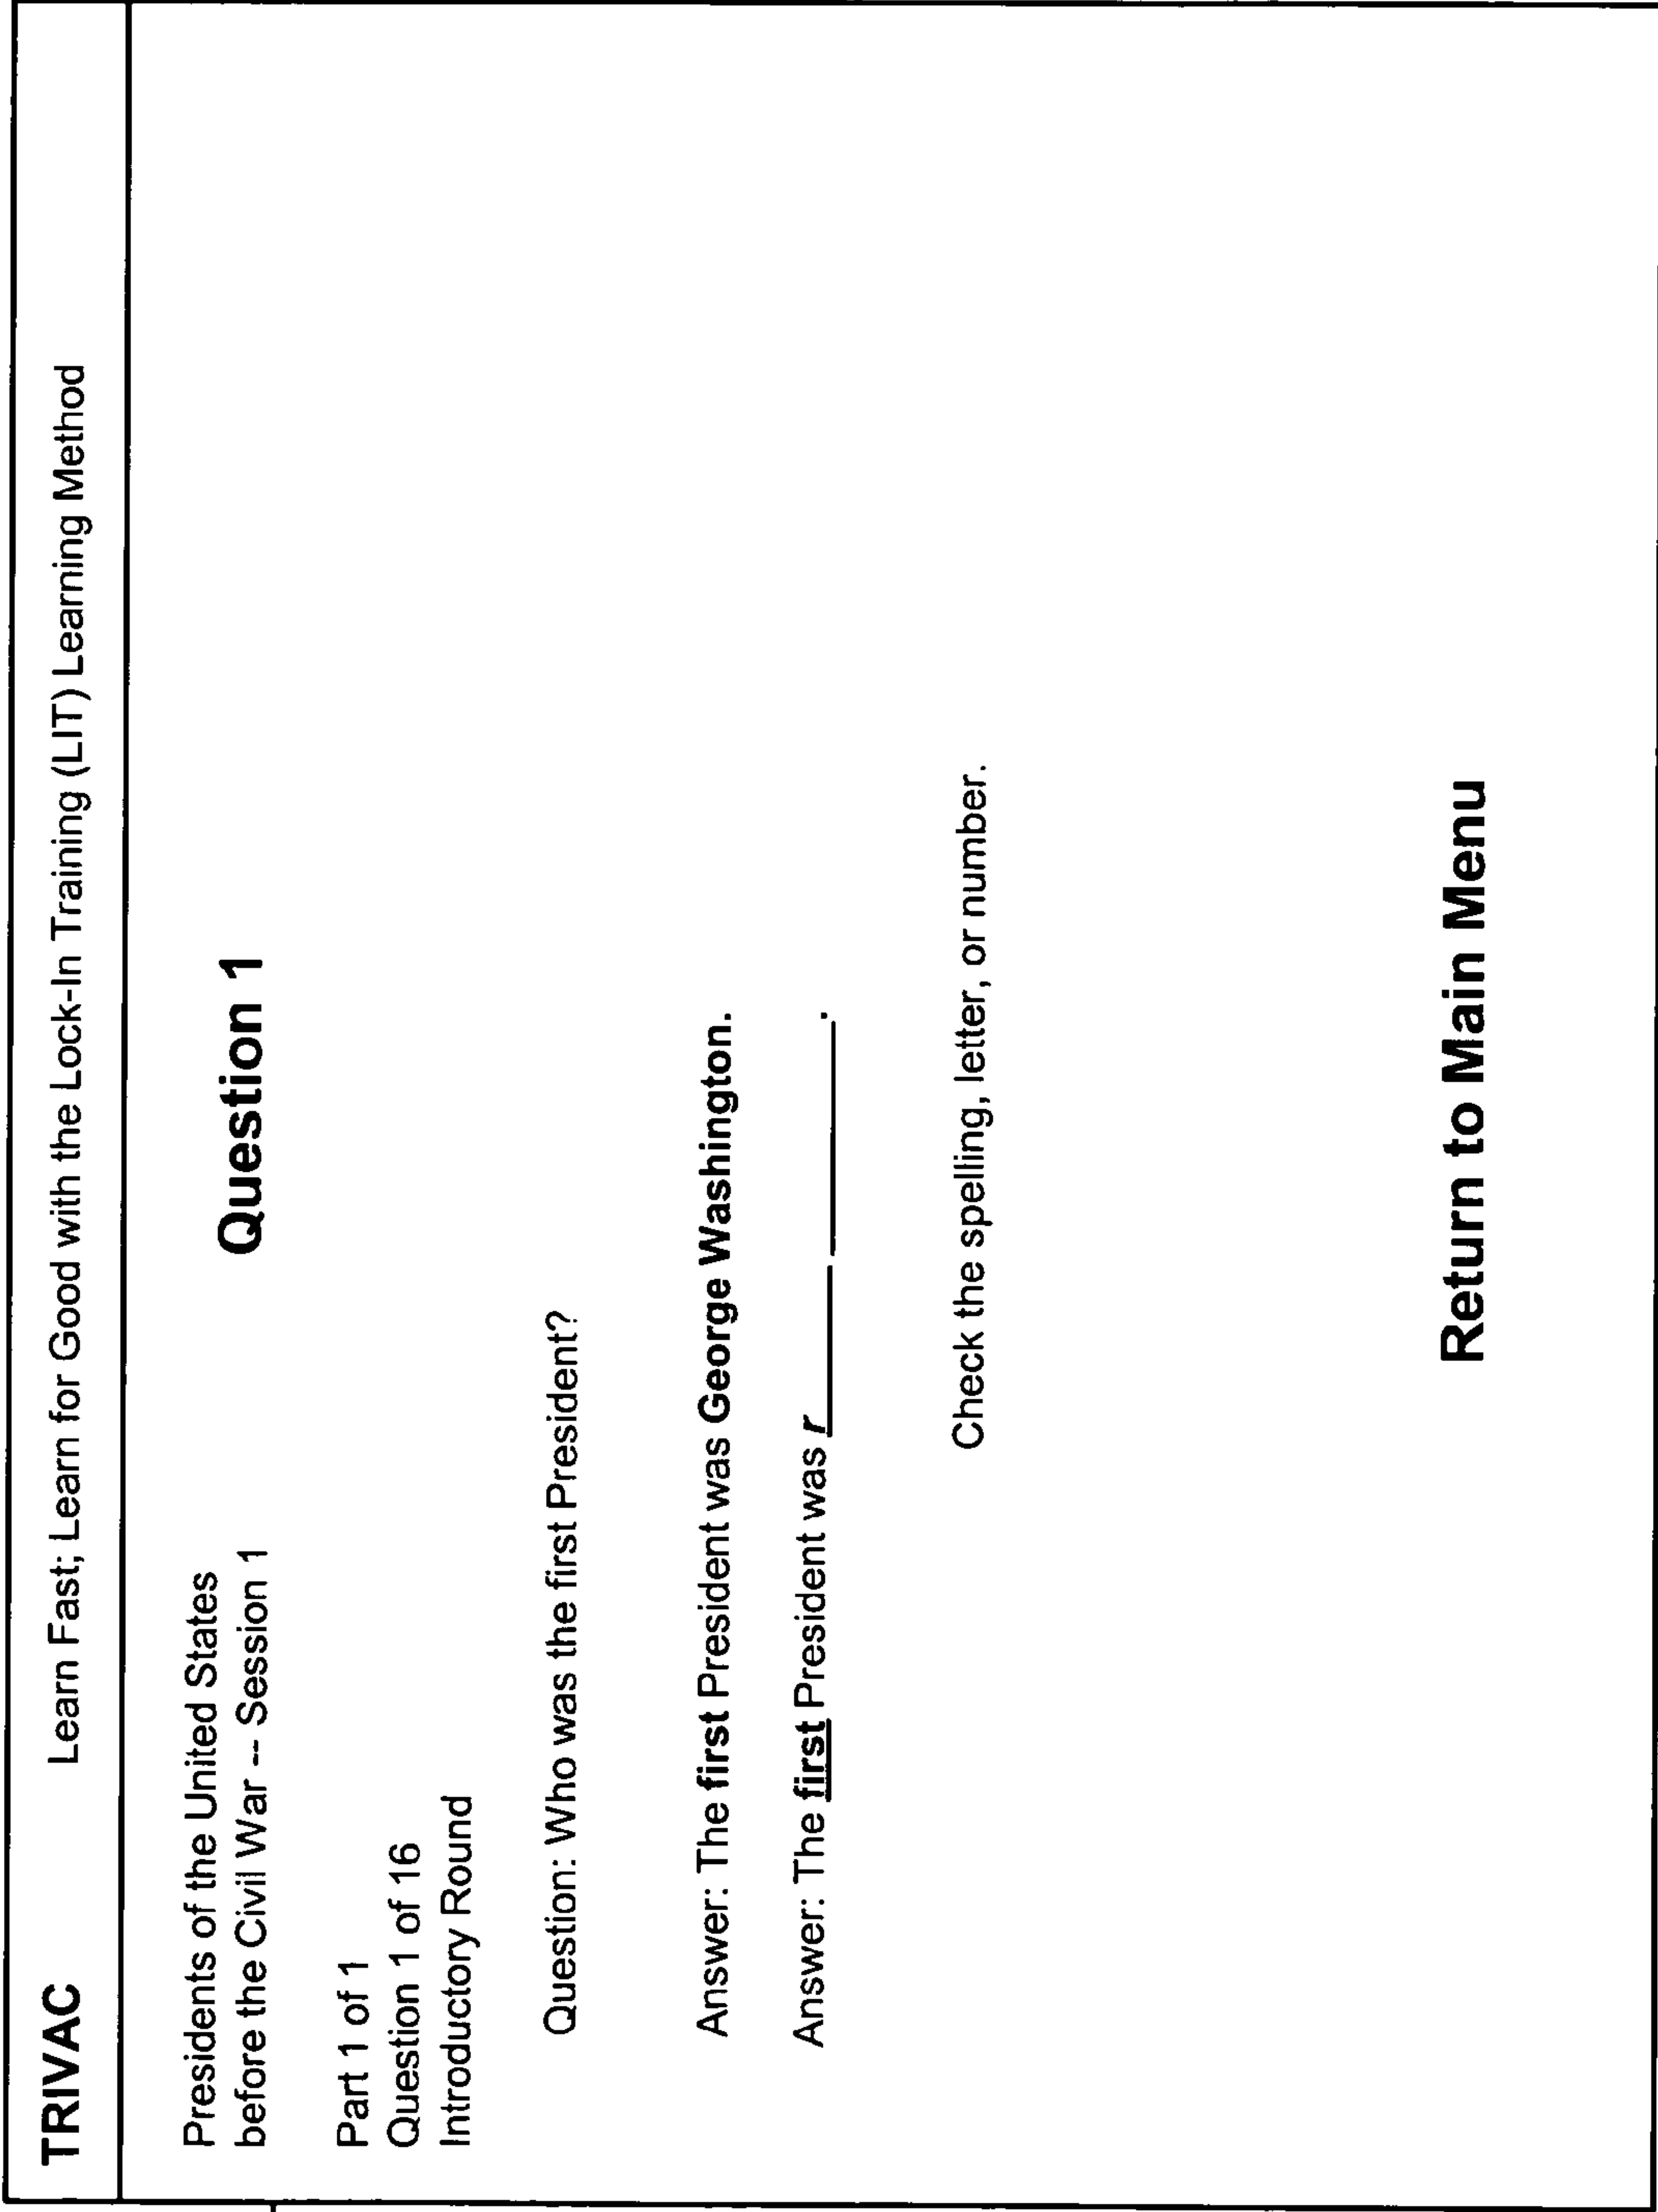 TRIVAC Learn Fast; Learn for Good with the Lock-In Training (LIT) Learning Method
Presidents of the United States
before the Civil War -- Session 1
Question 1
Part 1 of 1
Question 1 of 16
Introductory Round
Question: Who was the first President?
Answer: The first President was George Washington.
Answer: The first President was r______ ________.
Check the spelling, letter, or number.
Return to Main Menu